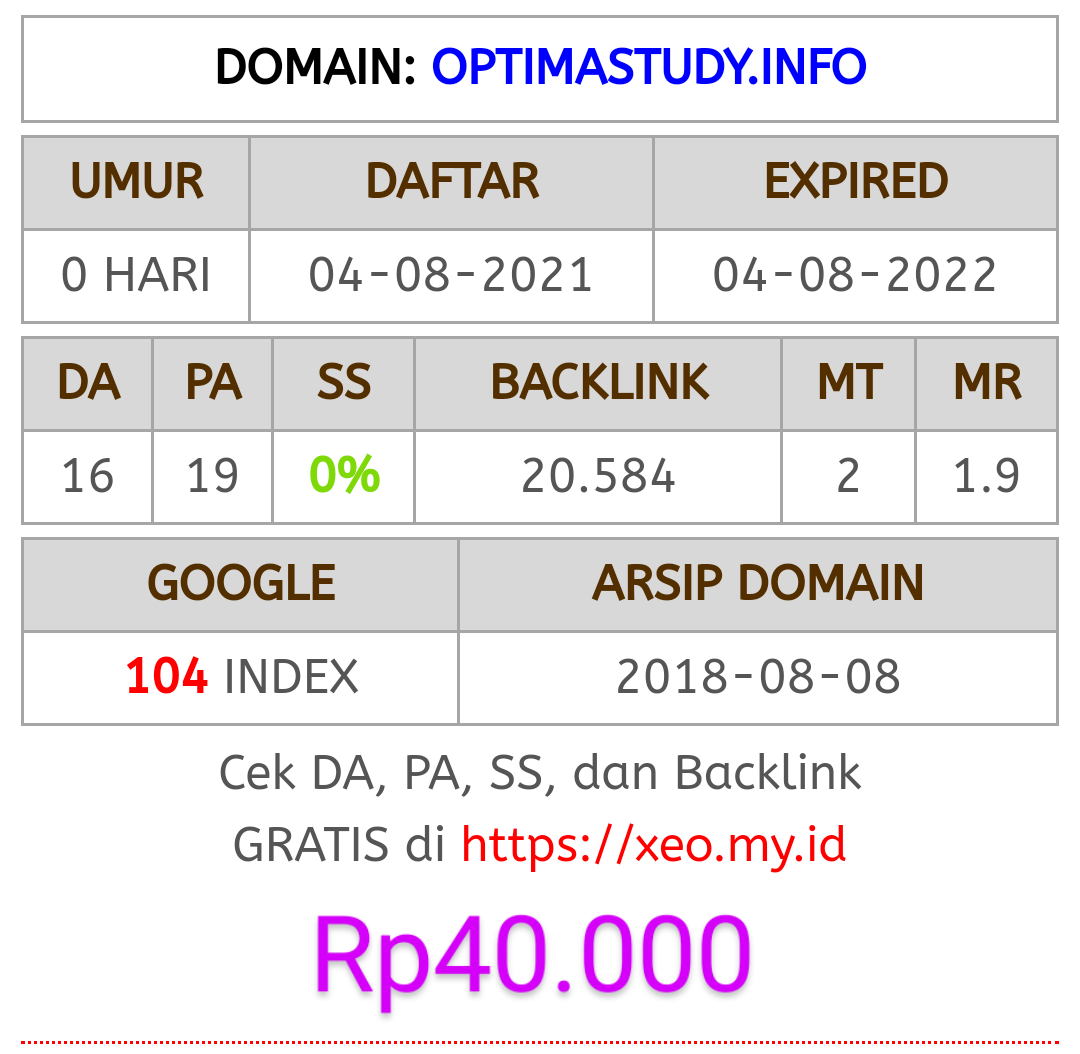 DOMAIN: OPTIMASTUDY.INFO
UMUR DAFTAR EXPIRED
0 HARI 04-08-2021 04-08-2022
DA PA SS BACKLINK MT MR
16 19 0% 20.584 2 1.9
GOOGLE ARSIP DOMAIN
104 INDEX 2018-08-08
Cek DA, PA, SS, dan Backlink
GRATIS di https://xeo.my.id
Rp40.000